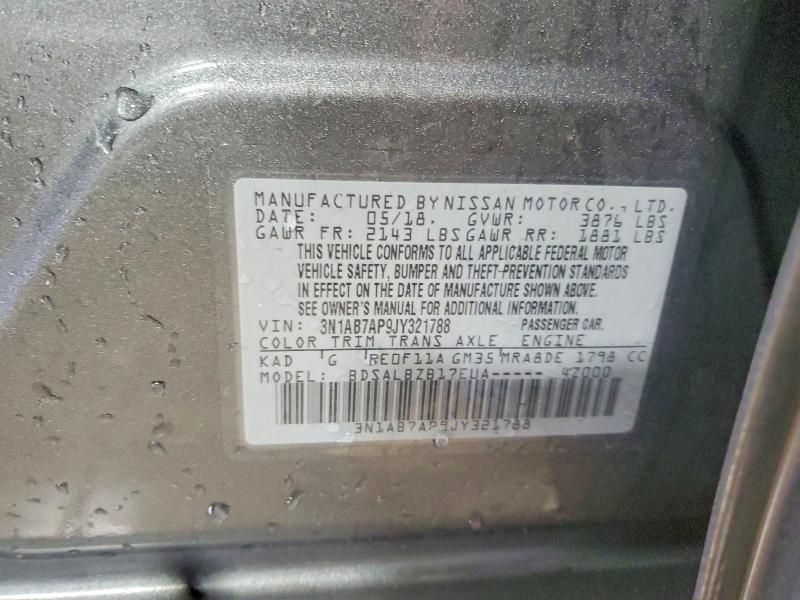 MANUFACTURED BY NISSAN MOTOR CO., LTD.
DATE: 05/18. GVWR: 3876 LBS
GAWR FR: 2143 LBS GAWR RR: 1881 LBS
THIS VEHICLE CONFORMS TO ALL APPLICABLE FEDERAL MOTOR
VEHICLE SAFETY, BUMPER AND THEFT-PREVENTION STANDARDS
IN EFFECT ON THE DATE OF MANUFACTURE SHOWN ABOVE.
SEE OWNER'S MANUAL FOR ADDITIONAL INFORMATION.
VIN: 3N1AB7AP9JY321788 PASSENGER CAR.
COLOR TRIM TRANS AXLE ENGINE
KAD G RE0F11A GM35 MRA8DE 1798 CC
MODEL: BDSALBZB17EUA----- 4Z000
3N1AB7AP9JY321788